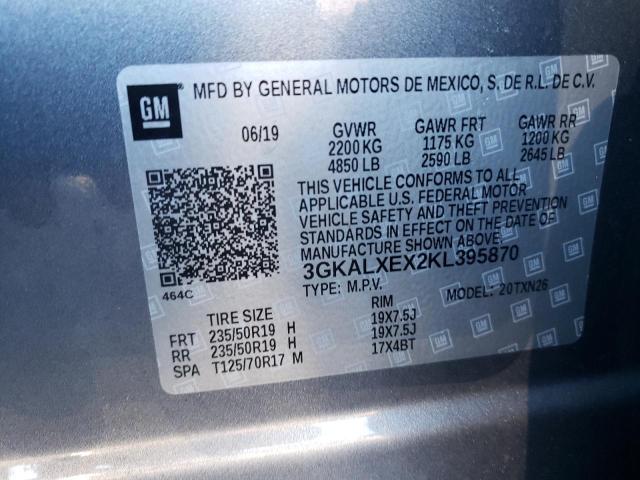 GM MFD BY GENERAL MOTORS DE MEXICO, S. DE R.L. DE C.V.
06/19 GVWR GAWR FRT GAWR RR
2200 KG 1175 KG 1200 KG
4850 LB 2590 LB 2645 LB
THIS VEHICLE CONFORMS TO ALL
APPLICABLE U.S. FEDERAL MOTOR
VEHICLE SAFETY AND THEFT PREVENTION
STANDARDS IN EFFECT ON THE DATE OF
MANUFACTURE SHOWN ABOVE.
3GKALXEX2KL395870
464C TYPE: M.P.V. MODEL: 20TXN26
TIRE SIZE RIM
FRT 235/50R19 H 19X7.5J
RR 235/50R19 H 19X7.5J
SPA T125/70R17 M 17X4BT